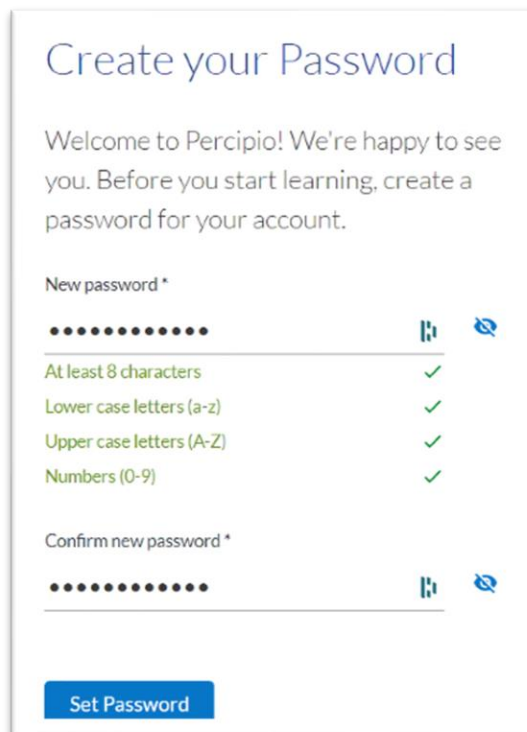 Create your Password
Welcome to Percipio! We're happy to see
you. Before you start learning, create a
password for your account.
New password *
••••••••••••
At least 8 characters
Lower case letters (a-z)
Upper case letters (A-Z)
Numbers (0-9)
Confirm new password *
••••••••••••
Set Password